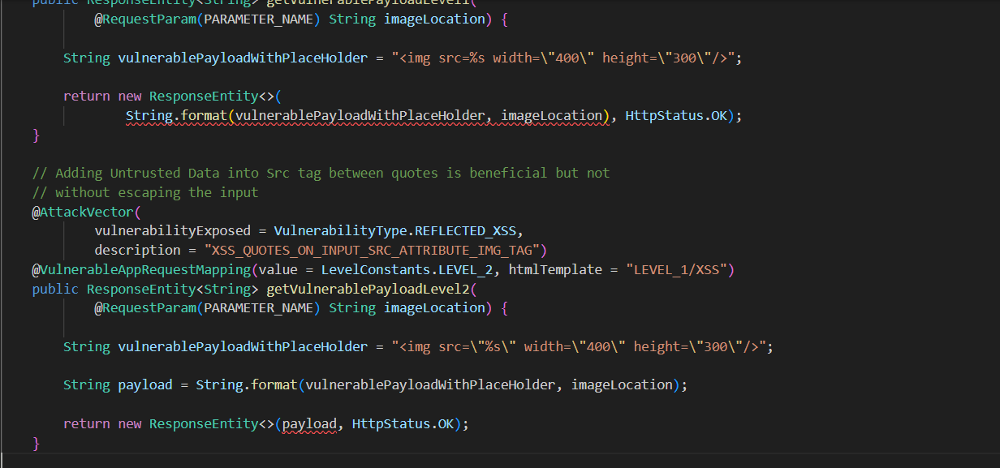 public ResponseEntity<String> getVulnerablePayloadLevel1(
@RequestParam(PARAMETER_NAME) String imageLocation) {
String vulnerablePayloadWithPlaceHolder = "<img src=%s width=\"400\" height=\"300\"/>";
return new ResponseEntity<>(
String.format(vulnerablePayloadWithPlaceHolder, imageLocation), HttpStatus.OK);
}
// Adding Untrusted Data into Src tag between quotes is beneficial but not
// without escaping the input
@AttackVector(
vulnerabilityExposed = VulnerabilityType.REFLECTED_XSS,
description = "XSS_QUOTES_ON_INPUT_SRC_ATTRIBUTE_IMG_TAG")
@VulnerableAppRequestMapping(value = LevelConstants.LEVEL_2, htmlTemplate = "LEVEL_1/XSS")
public ResponseEntity<String> getVulnerablePayloadLevel2(
@RequestParam(PARAMETER_NAME) String imageLocation) {
String vulnerablePayloadWithPlaceHolder = "<img src=\"%s\" width=\"400\" height=\"300\"/>";
String payload = String.format(vulnerablePayloadWithPlaceHolder, imageLocation);
return new ResponseEntity<>(payload, HttpStatus.OK);
}